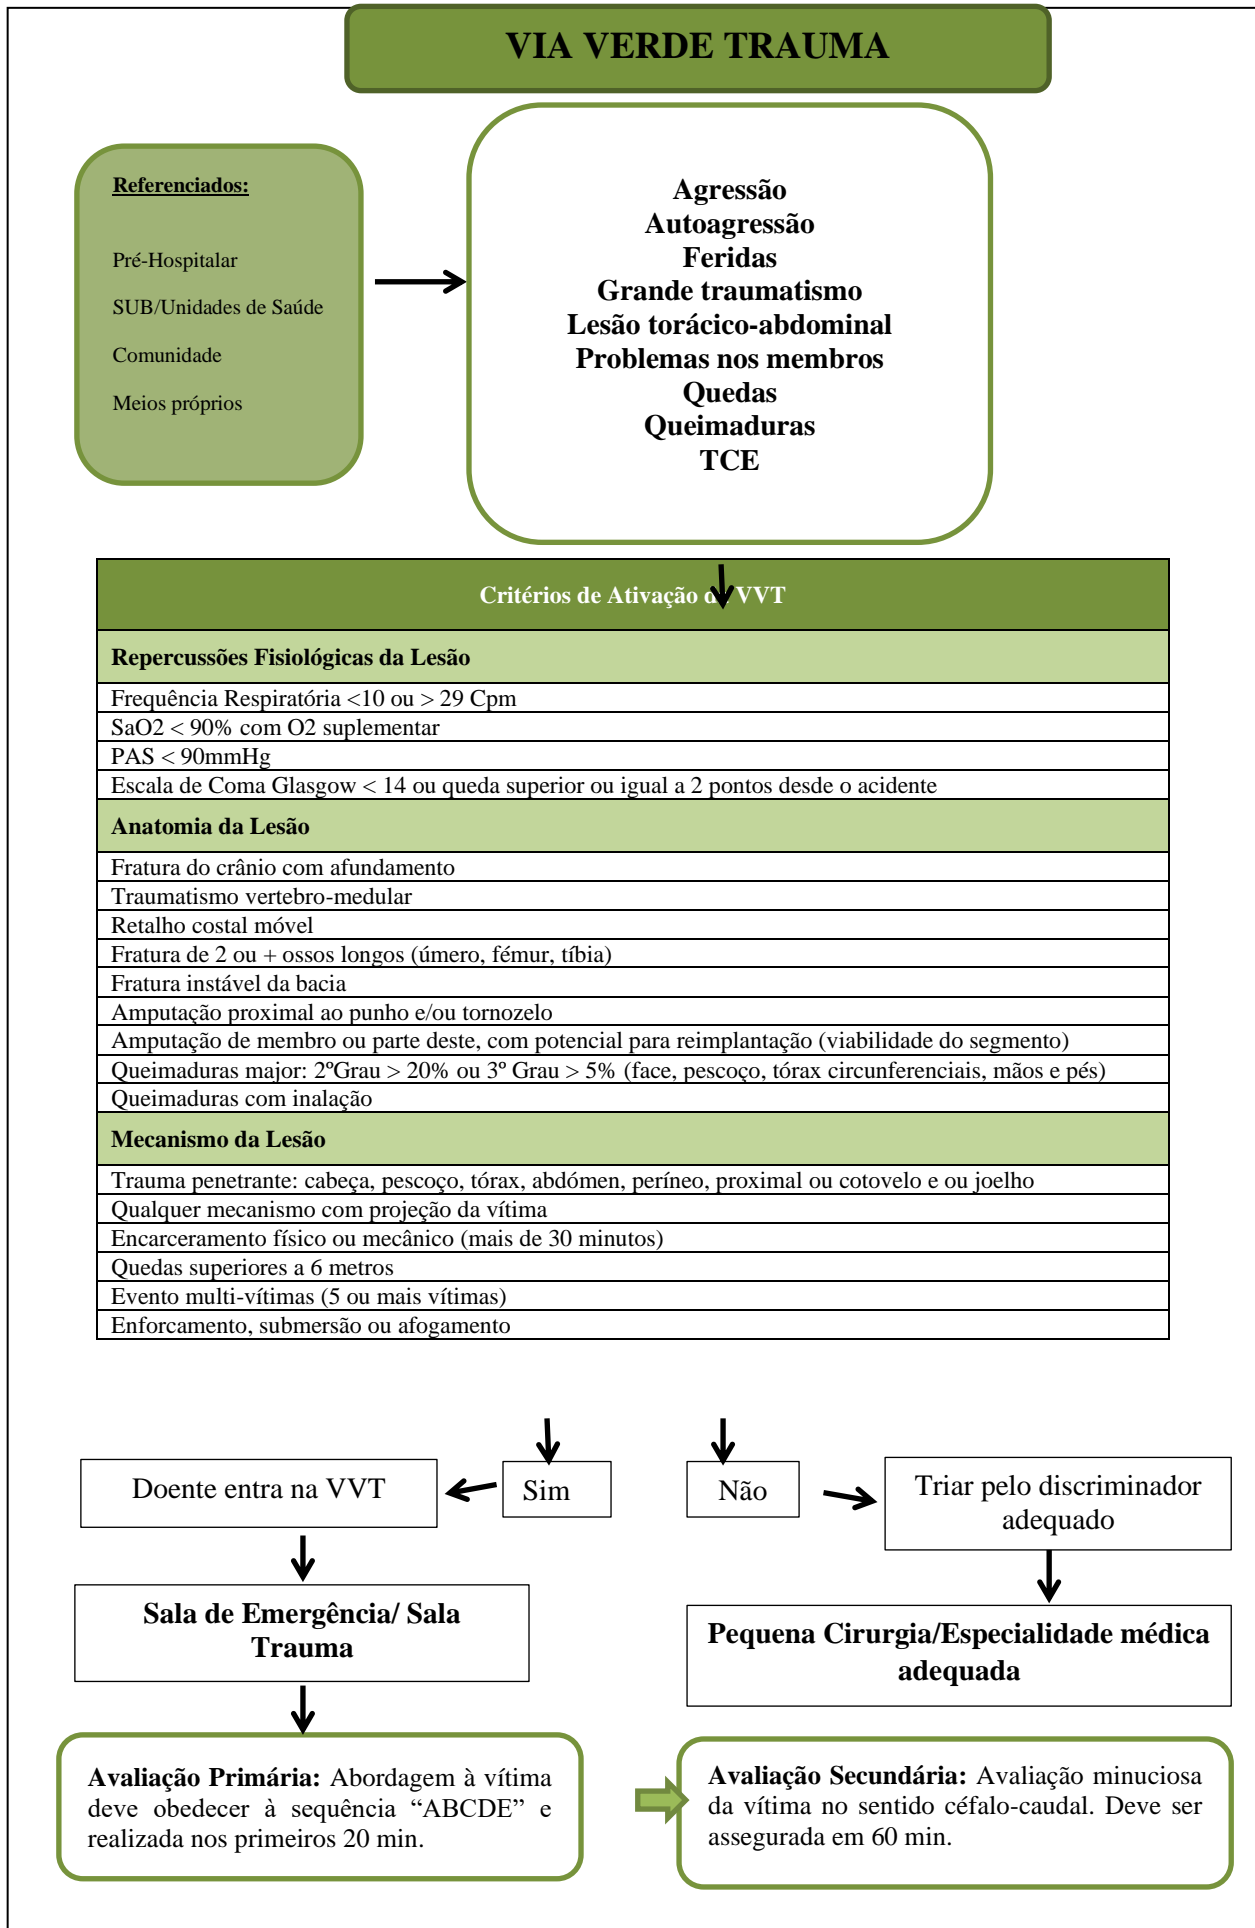 VIA VERDE TRAUMA
Referenciados:
Pré-Hospitalar
SUB/Unidades de Saúde
Comunidade
Meios próprios
Agressão
Autoagressão
Feridas
Grande traumatismo
Lesão torácico-abdominal
Problemas nos membros
Quedas
Queimaduras
TCE
Critérios de Ativação da VVT
Repercussões Fisiológicas da Lesão
Frequência Respiratória <10 ou > 29 Cpm
SaO2 < 90% com O2 suplementar
PAS < 90mmHg
Escala de Coma Glasgow < 14 ou queda superior ou igual a 2 pontos desde o acidente
Anatomia da Lesão
Fratura do crânio com afundamento
Traumatismo vertebro-medular
Retalho costal móvel
Fratura de 2 ou + ossos longos (úmero, fémur, tíbia)
Fratura instável da bacia
Amputação proximal ao punho e/ou tornozelo
Amputação de membro ou parte deste, com potencial para reimplantação (viabilidade do segmento)
Queimaduras major: 2ºGrau > 20% ou 3º Grau > 5% (face, pescoço, tórax circunferenciais, mãos e pés)
Queimaduras com inalação
Mecanismo da Lesão
Trauma penetrante: cabeça, pescoço, tórax, abdómen, períneo, proximal ou cotovelo e ou joelho
Qualquer mecanismo com projeção da vítima
Encarceramento físico ou mecânico (mais de 30 minutos)
Quedas superiores a 6 metros
Evento multi-vítimas (5 ou mais vítimas)
Enforcamento, submersão ou afogamento
Doente entra na VVT
Sim
Não
Triar pelo discriminador
adequado
Sala de Emergência/ Sala
Trauma
Pequena Cirurgia/Especialidade médica
adequada
Avaliação Primária: Abordagem à vítima
deve obedecer à sequência “ABCDE” e
realizada nos primeiros 20 min.
Avaliação Secundária: Avaliação minuciosa
da vítima no sentido céfalo-caudal. Deve ser
assegurada em 60 min.